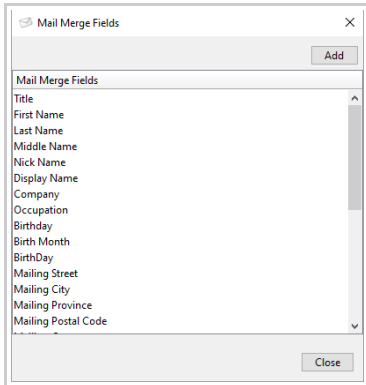 Mail Merge Fields
Add
Mail Merge Fields
Title
First Name
Last Name
Middle Name
Nick Name
Display Name
Company
Occupation
Birthday
Birth Month
BirthDay
Mailing Street
Mailing City
Mailing Province
Mailing Postal Code
Close